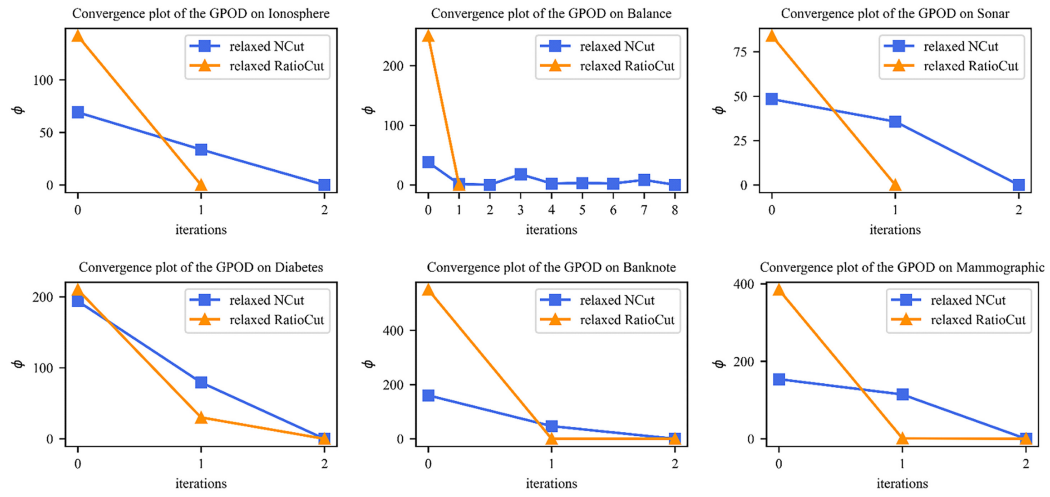 Convergence plot of the GPOD on Ionosphere
relaxed NCut
relaxed RatioCut
ϕ
100
50
0
0 1 2
iterations
Convergence plot of the GPOD on Balance
relaxed NCut
relaxed RatioCut
ϕ
200
100
0
0 1 2 3 4 5 6 7 8
iterations
Convergence plot of the GPOD on Sonar
relaxed NCut
relaxed RatioCut
ϕ
75
50
25
0
0 1 2
iterations
Convergence plot of the GPOD on Diabetes
relaxed NCut
relaxed RatioCut
ϕ
200
100
0
0 1 2
iterations
Convergence plot of the GPOD on Banknote
relaxed NCut
relaxed RatioCut
ϕ
400
200
0
0 1 2
iterations
Convergence plot of the GPOD on Mammographic
relaxed NCut
relaxed RatioCut
ϕ
400
200
0
0 1 2
iterations